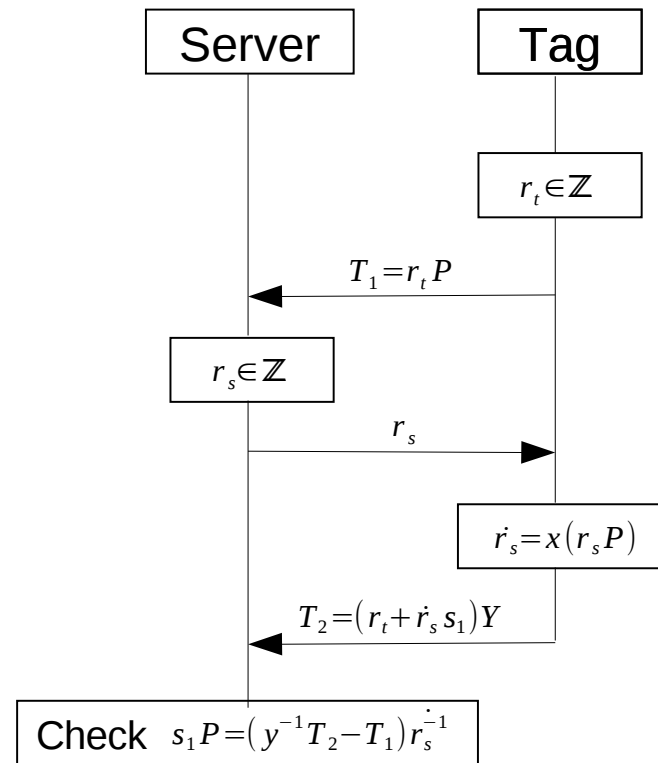 Server
Tag
r_t∈ℤ
T_1=r_t P
r_s∈ℤ
r_s
ṙ_s=x(r_s P)
T_2=(r_t+ṙ_s s_1)Y
Check s_1 P=(y^{-1}T_2−T_1)ṙ_s^{-1}